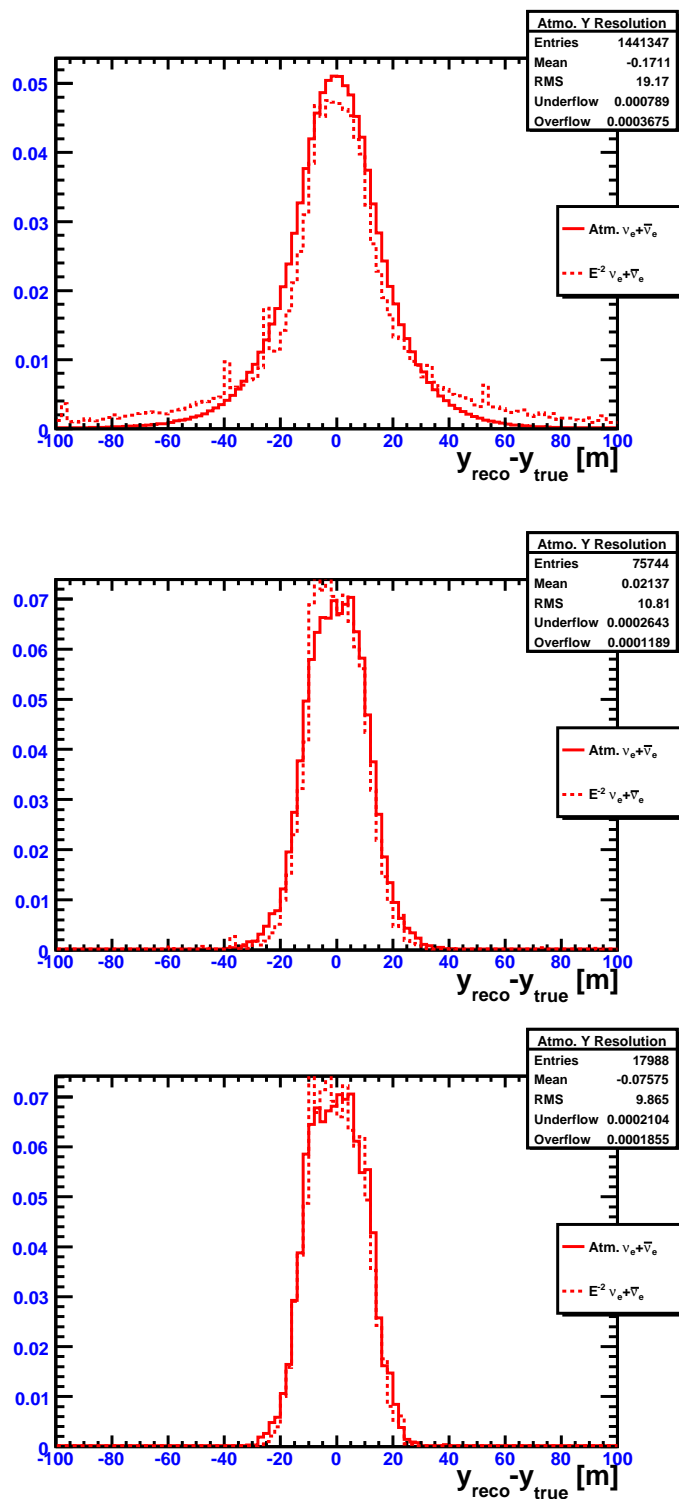 Atmo. Y Resolution
Entries 1441347
Mean -0.1711
RMS 19.17
Underflow 0.000789
Overflow 0.0003675
0.05
0.04
0.03
0.02
0.01
0
Atm. νe+ν̅e
E-2 νe+ν̅e
-100 -80 -60 -40 -20 0 20 40 60 80 100
yreco-ytrue [m]
Atmo. Y Resolution
Entries 75744
Mean 0.02137
RMS 10.81
Underflow 0.0002643
Overflow 0.0001189
0.07
0.06
0.05
0.04
0.03
0.02
0.01
0
Atm. νe+ν̅e
E-2 νe+ν̅e
-100 -80 -60 -40 -20 0 20 40 60 80 100
yreco-ytrue [m]
Atmo. Y Resolution
Entries 17988
Mean -0.07575
RMS 9.865
Underflow 0.0002104
Overflow 0.0001855
0.07
0.06
0.05
0.04
0.03
0.02
0.01
0
Atm. νe+ν̅e
E-2 νe+ν̅e
-100 -80 -60 -40 -20 0 20 40 60 80 100
yreco-ytrue [m]